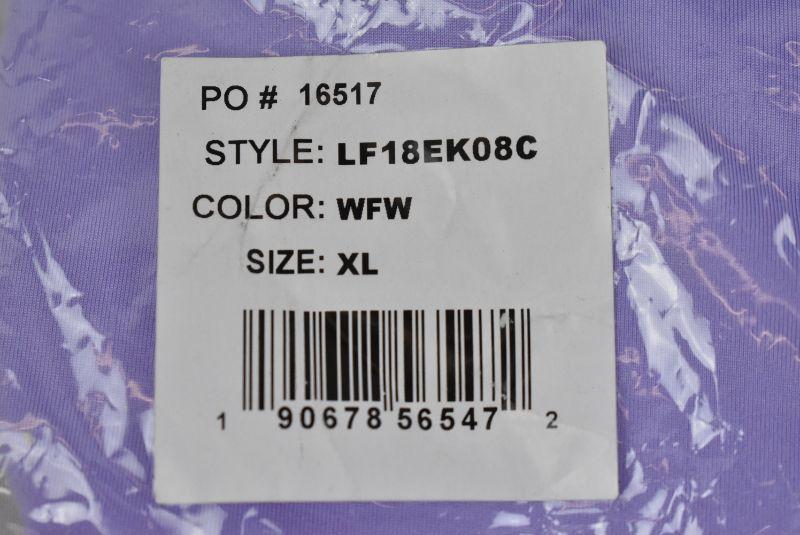 PO # 16517
STYLE: LF18EK08C
COLOR: WFW
SIZE: XL
1 90678 56547 2